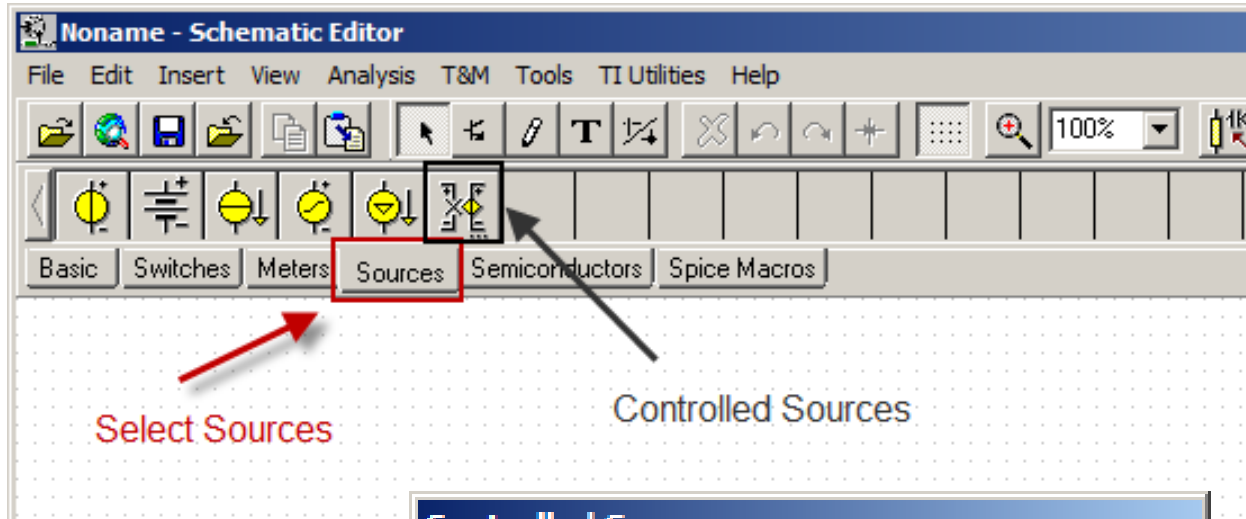 Noname - Schematic Editor
File Edit Insert View Analysis T&M Tools TI Utilities Help
T 100% 1K
Basic Switches Meters Sources Semiconductors Spice Macros
Select Sources
Controlled Sources